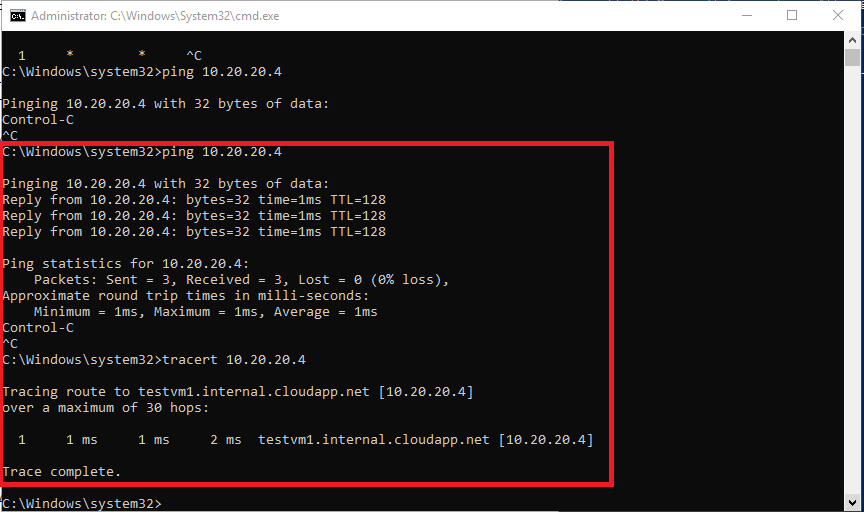 Administrator: C:\Windows\System32\cmd.exe
1 * * ^C
C:\Windows\system32>ping 10.20.20.4
Pinging 10.20.20.4 with 32 bytes of data:
Control-C
^C
C:\Windows\system32>ping 10.20.20.4
Pinging 10.20.20.4 with 32 bytes of data:
Reply from 10.20.20.4: bytes=32 time=1ms TTL=128
Reply from 10.20.20.4: bytes=32 time=1ms TTL=128
Reply from 10.20.20.4: bytes=32 time=1ms TTL=128
Ping statistics for 10.20.20.4:
Packets: Sent = 3, Received = 3, Lost = 0 (0% loss),
Approximate round trip times in milli-seconds:
Minimum = 1ms, Maximum = 1ms, Average = 1ms
Control-C
^C
C:\Windows\system32>tracert 10.20.20.4
Tracing route to testvm1.internal.cloudapp.net [10.20.20.4]
over a maximum of 30 hops:
1 1 ms 1 ms 2 ms testvm1.internal.cloudapp.net [10.20.20.4]
Trace complete.
C:\Windows\system32>